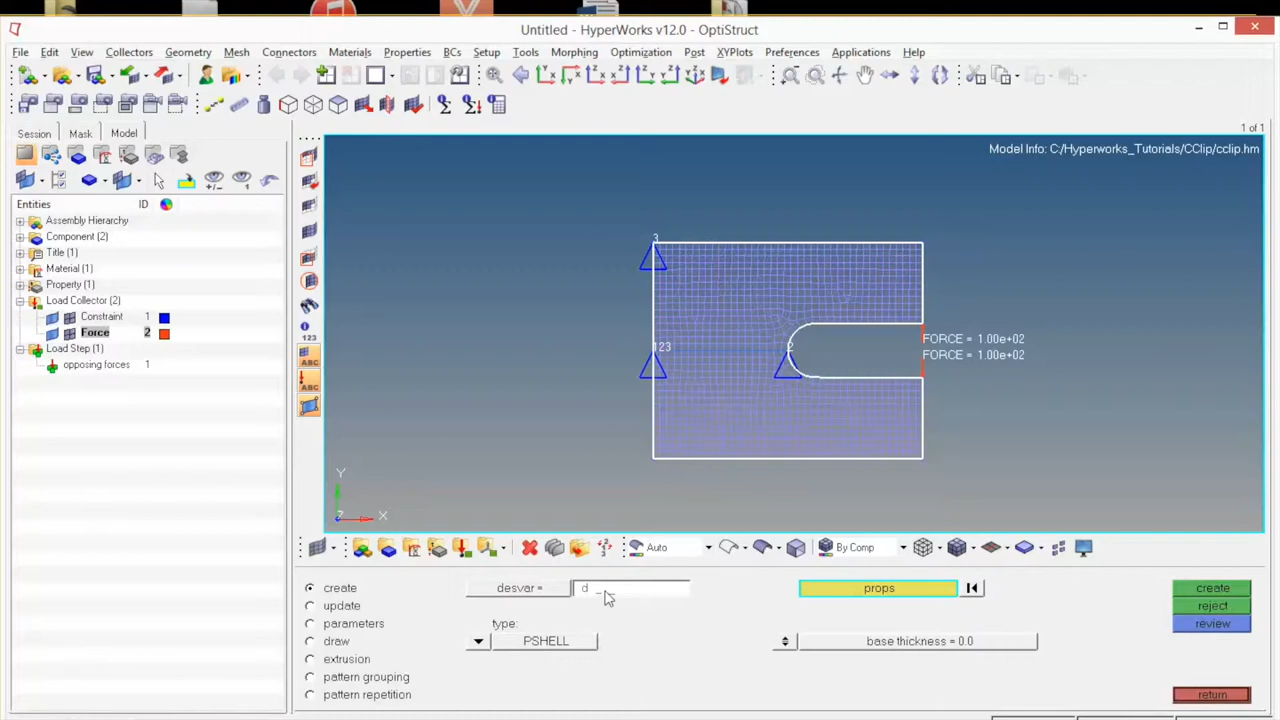 Untitled - HyperWorks v12.0 - OptiStruct
File Edit View Collectors Geometry Mesh Connectors Materials Properties BCs Setup Tools Morphing Optimization Post XYPlots Preferences Applications Help
1 of 1
Session Mask Model
Model Info: C:/Hyperworks_Tutorials/CClip/cclip.hm
Entities ID
Assembly Hierarchy
Component (2)
Title (1)
Material (1)
Property (1)
Load Collector (2)
Constraint 1
Force 2
Load Step (1)
opposing forces 1
123
ABC
ABC
3
123
2
FORCE = 1.00e+02
FORCE = 1.00e+02
Y
Z X
Auto By Comp
create desvar = d props create
update reject
parameters type: review
draw PSHELL base thickness = 0.0
extrusion
pattern grouping
pattern repetition return